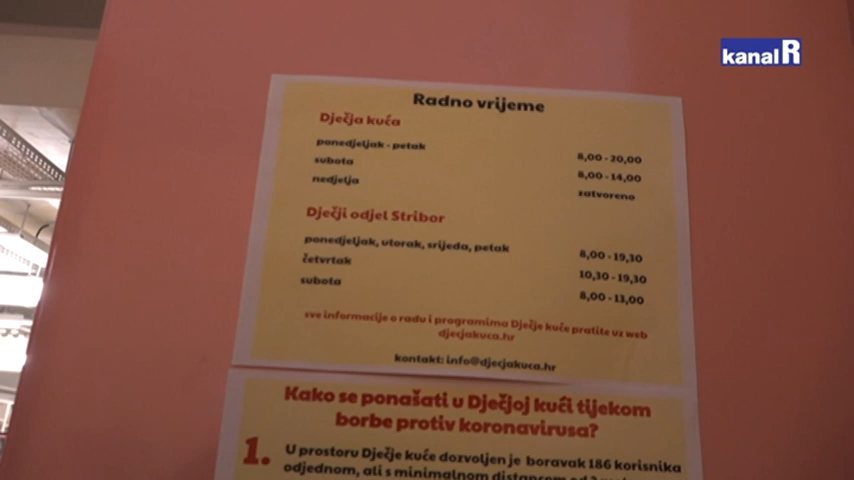 kanal R
Radno vrijeme
Dječja kuća
ponedjeljak - petak 8,00 - 20,00
subota 8,00 - 14,00
nedjelja zatvoreno
Dječji odjel Stribor
ponedjeljak, utorak, srijeda, petak 8,00 - 19,30
četvrtak 10,30 - 19,30
subota 8,00 - 13,00
sve informacije o radu i programima Dječje kuće pratite uz web
djecjakuca.hr
kontakt: info@djecjakuca.hr
Kako se ponašati u Dječjoj kući tijekom
borbe protiv koronavirusa?
1. U prostoru Dječje kuće dozvoljen je boravak 186 korisnika
odjednom, ali s minimalnom distancom od